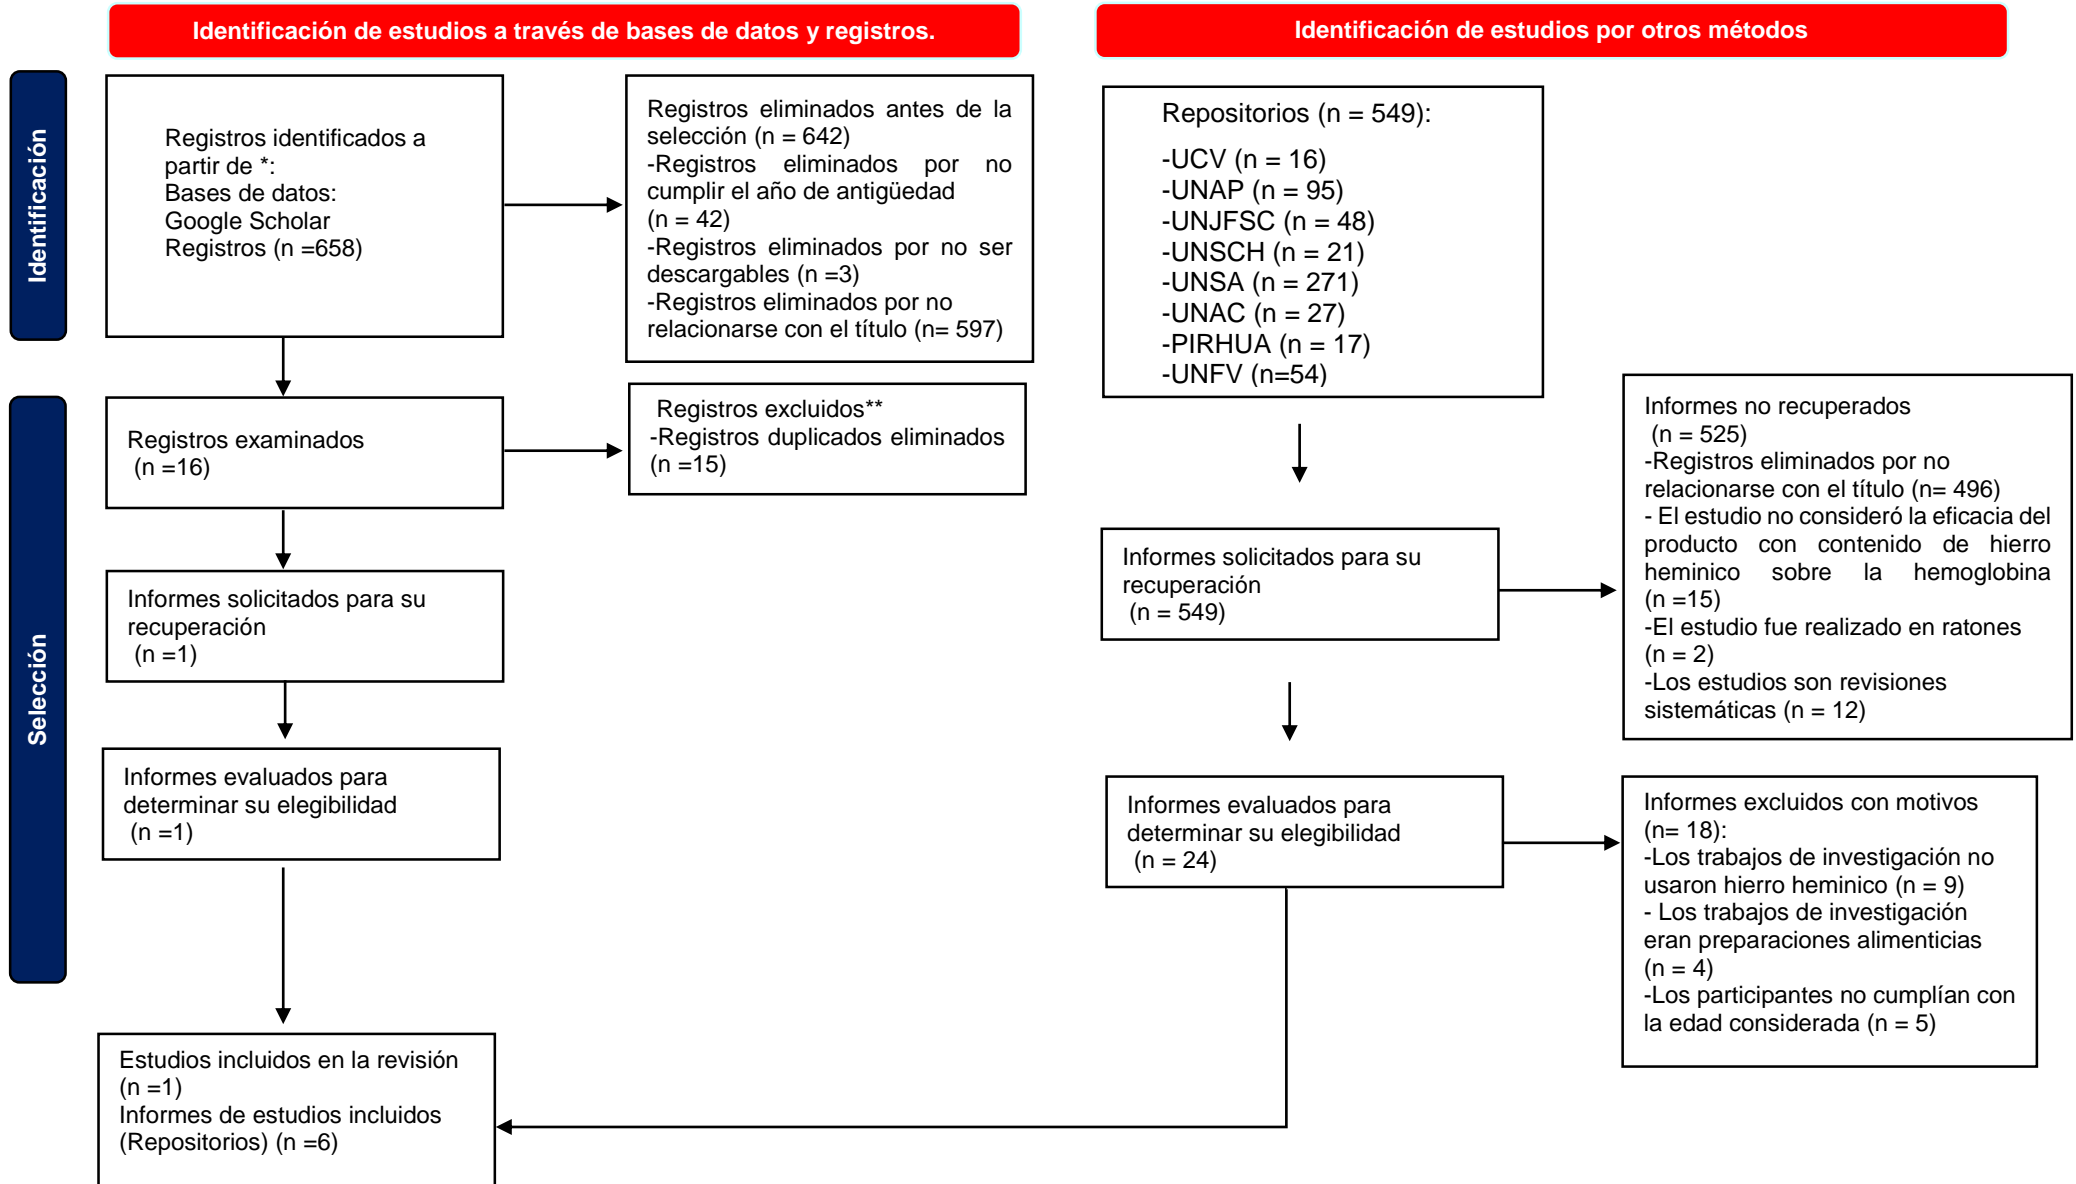 Identificación de estudios a través de bases de datos y registros.
Identificación de estudios por otros métodos
Identificación
Registros identificados a
partir de *:
Bases de datos:
Google Scholar
Registros (n =658)
Registros eliminados antes de la
selección (n = 642)
-Registros eliminados por no
cumplir el año de antigüedad
(n = 42)
-Registros eliminados por no ser
descargables (n =3)
-Registros eliminados por no
relacionarse con el título (n= 597)
Repositorios (n = 549):
-UCV (n = 16)
-UNAP (n = 95)
-UNJFSC (n = 48)
-UNSCH (n = 21)
-UNSA (n = 271)
-UNAC (n = 27)
-PIRHUA (n = 17)
-UNFV (n=54)
Selección
Registros examinados
(n =16)
Registros excluidos**
-Registros duplicados eliminados
(n =15)
Informes solicitados para su
recuperación
(n =1)
Informes solicitados para su
recuperación
(n = 549)
Informes no recuperados
(n = 525)
-Registros eliminados por no
relacionarse con el título (n= 496)
- El estudio no consideró la eficacia del
producto con contenido de hierro
heminico sobre la hemoglobina
(n =15)
-El estudio fue realizado en ratones
(n = 2)
-Los estudios son revisiones
sistemáticas (n = 12)
Informes evaluados para
determinar su elegibilidad
(n =1)
Informes evaluados para
determinar su elegibilidad
(n = 24)
Informes excluidos con motivos
(n= 18):
-Los trabajos de investigación no
usaron hierro heminico (n = 9)
- Los trabajos de investigación
eran preparaciones alimenticias
(n = 4)
-Los participantes no cumplían con
la edad considerada (n = 5)
Estudios incluidos en la revisión
(n =1)
Informes de estudios incluidos
(Repositorios) (n =6)